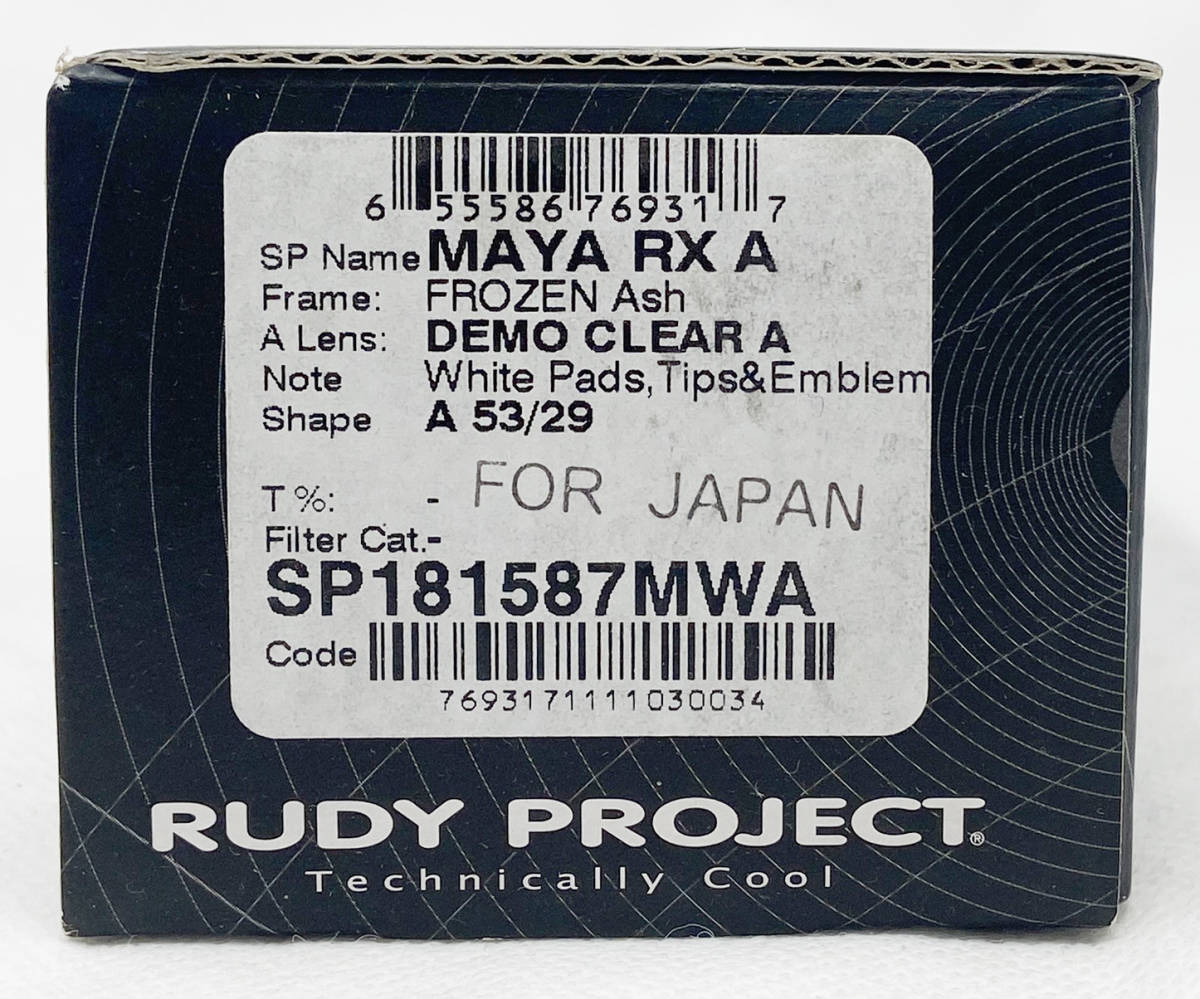 6 55586 76931 7
SP Name MAYA RX A
Frame: FROZEN Ash
A Lens: DEMO CLEAR A
Note White Pads,Tips&Emblem
Shape A 53/29
T %: - FOR JAPAN
Filter Cat.-
SP181587MWA
Code
7693171111030034
RUDY PROJECT®
Technically Cool